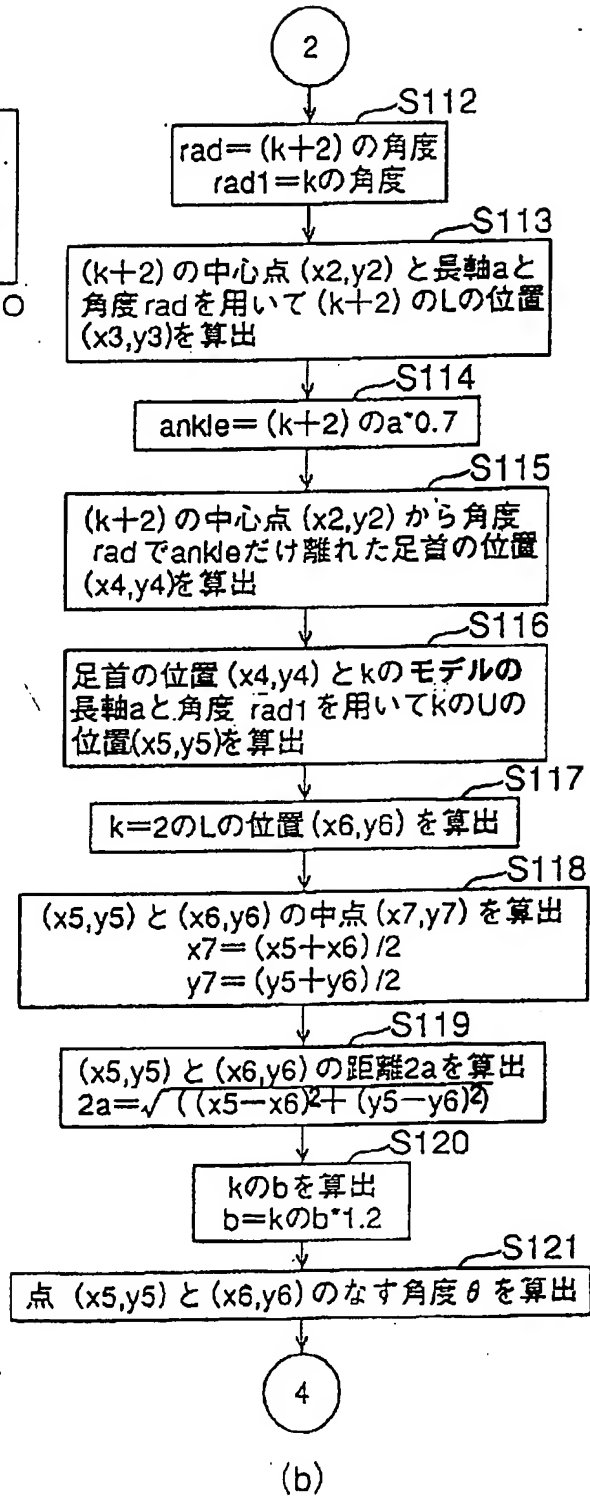 2
S112
rad=(k+2)の角度
rad1=kの角度
S113
(k+2)の中心点(x2,y2)と長軸aと
角度radを用いて(k+2)のLの位置
(x3,y3)を算出
O
S114
ankle=(k+2)のa*0.7
S115
(k+2)の中心点(x2,y2)から角度
radでankleだけ離れた足首の位置
(x4,y4)を算出
S116
足首の位置(x4,y4)とkのモデルの
長軸aと角度 rad1を用いてkのUの
位置(x5,y5)を算出
S117
k=2のLの位置(x6,y6)を算出
S118
(x5,y5)と(x6,y6)の中点(x7,y7)を算出
x7=(x5+x6)/2
y7=(y5+y6)/2
S119
(x5,y5)と(x6,y6)の距離2aを算出
2a=√((x5-x6)²+(y5-y6)²)
S120
kのbを算出
b=kのb*1.2
S121
点 (x5,y5)と(x6,y6)のなす角度θを算出
4
(b)